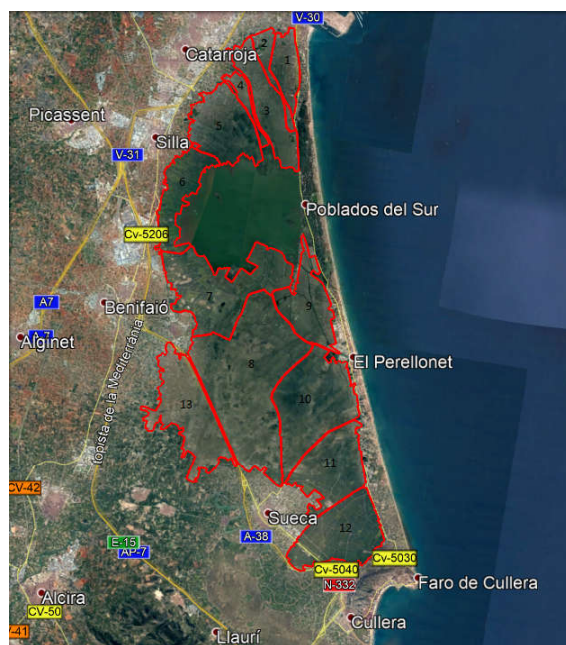 V-30
2
Catarroja
1
4
3
Picassent
5
Silla
V-31
6
Poblados del Sur
Cv-5206
7
9
A7
Benifaió
A-7
Alginet
El Perellonet
8
topista de la Mediterránia
10
13
11
CV-42
Sueca
12
A-38
E-15
AP-7
Cv-5030
Cv-5040
N-332
Faro de Cullera
Alcira
CV-50
Cullera
V-41
Llaurí